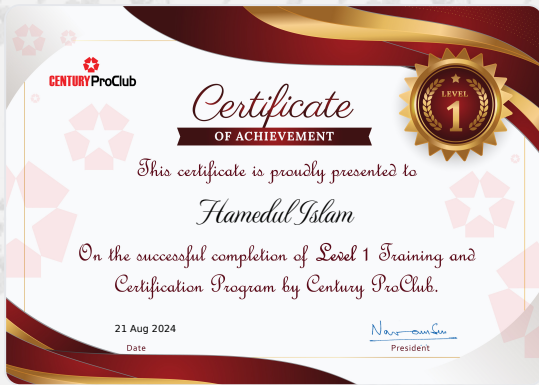 CENTURY ProClub
Certificate
OF ACHIEVEMENT
LEVEL
1
This certificate is proudly presented to
Hamedul Islam
On the successful completion of Level 1 Training and
Certification Program by Century ProClub.
21 Aug 2024
Date
President